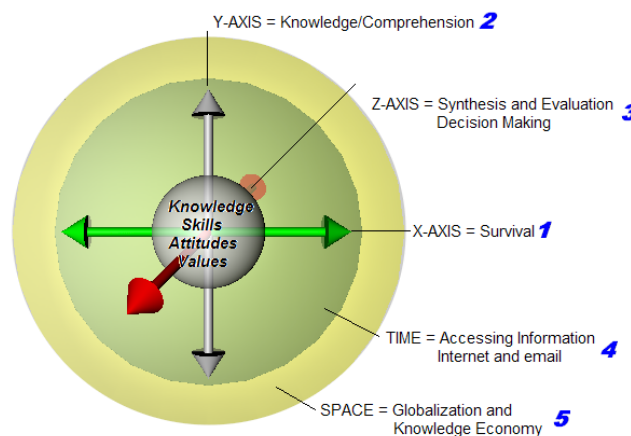 Y-AXIS = Knowledge/Comprehension 2
Z-AXIS = Synthesis and Evaluation
Decision Making 3
Knowledge
Skills
Attitudes
Values
X-AXIS = Survival 1
TIME = Accessing Information
Internet and email 4
SPACE = Globalization and
Knowledge Economy 5